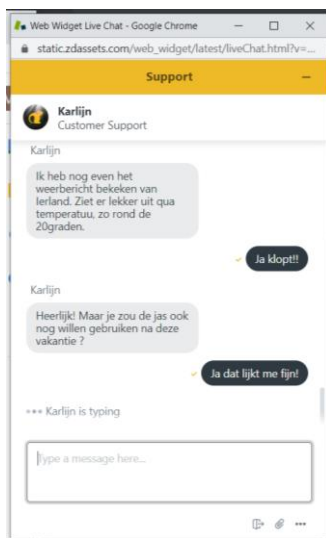 Web Widget Live Chat - Google Chrome
static.zdassets.com/web_widget/latest/liveChat.html?v=...
Support
Karlijn
Customer Support
Karlijn
Ik heb nog even het
weerbericht bekeken van
Ierland. Ziet er lekker uit qua
temperatuu, zo rond de
20graden.
Ja klopt!!
Karlijn
Heerlijk! Maar je zou de jas ook
nog willen gebruiken na deze
vakantie ?
Ja dat lijkt me fijn!
Karlijn is typing
Type a message here...